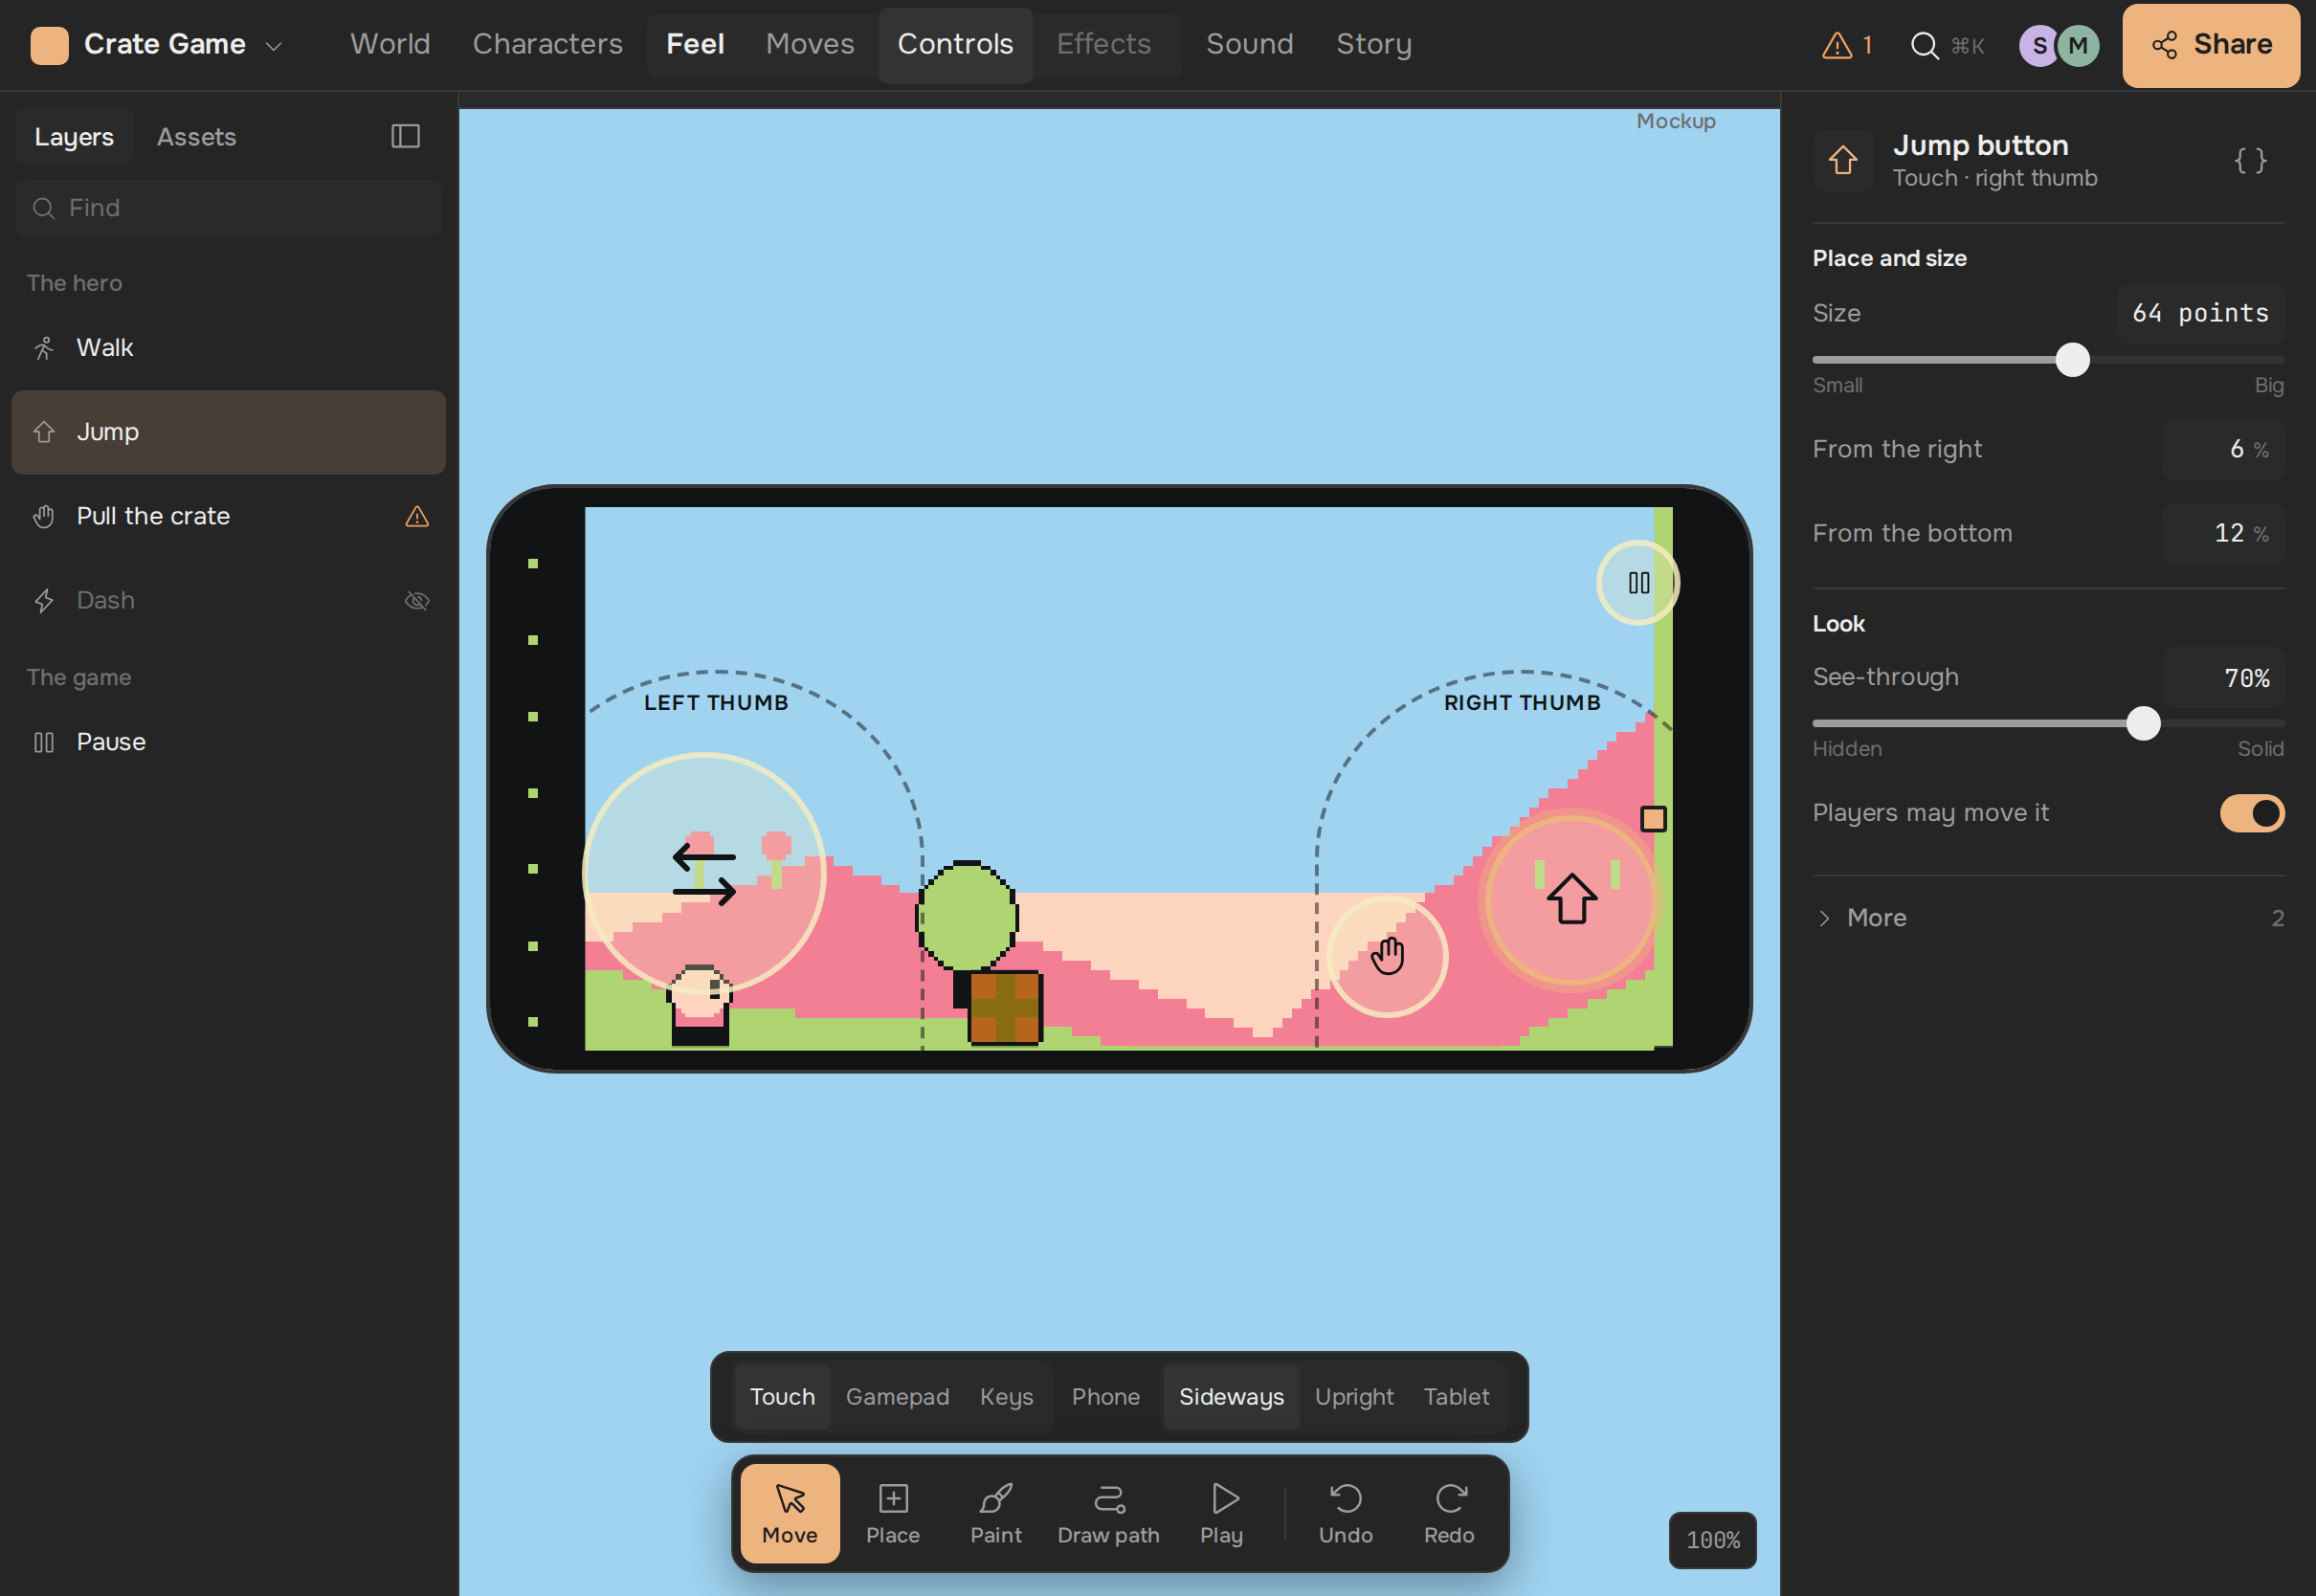 Crate Game
World
Characters
Feel
Moves
Controls
Effects
Sound
Story
1
⌘K
S
M
Share
Layers
Assets
Find
The hero
Walk
Jump
Pull the crate
Dash
The game
Pause
Mockup
LEFT THUMB
RIGHT THUMB
Touch
Gamepad
Keys
Phone
Sideways
Upright
Tablet
Move
Place
Paint
Draw path
Play
Undo
Redo
100%
Jump button
Touch · right thumb
{ }
Place and size
Size
64 points
Small
Big
From the right
6 %
From the bottom
12 %
Look
See-through
70%
Hidden
Solid
Players may move it
More
2